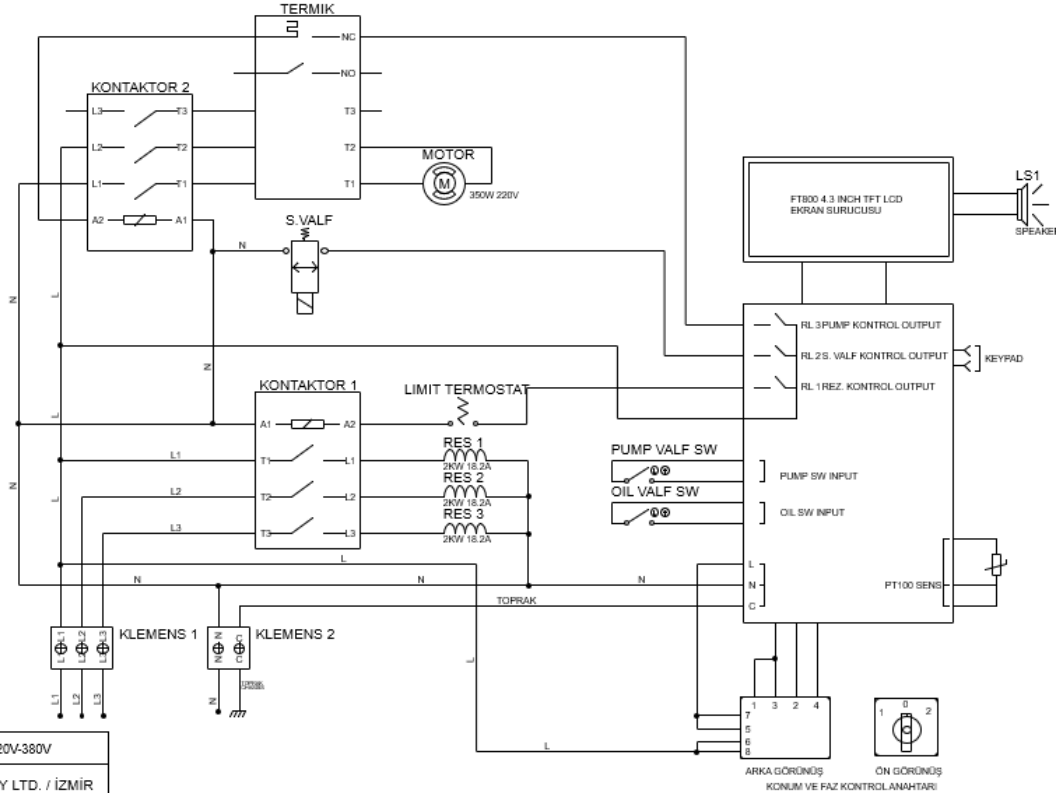 TERMIK
NC
NO
T3
T2
T1
KONTAKTOR 2
L3 T3
L2 T2
L1 T1
A2 A1
MOTOR
M
350W 220V
S.VALF
N
FT800 4.3 INCH TFT LCD
EKRAN SURUCUSU
LS1
SPEAKER
N
L
N
RL 3 PUMP KONTROL OUTPUT
RL 2 S. VALF KONTROL OUTPUT
RL 1 REZ. KONTROL OUTPUT
KEYPAD
KONTAKTOR 1
A1 A2
T1 L1
T2 L2
T3 L3
LIMIT TERMOSTAT
RES 1
2KW 18.2A
RES 2
2KW 18.2A
RES 3
2KW 18.2A
L
L1
L2
L3
N
L
PUMP VALF SW
PUMP SW INPUT
OIL VALF SW
OIL SW INPUT
L
N
C
PT100 SENS
L
N
N
N
TOPRAK
KLEMENS 1
L1 L2 L3
L1 L2 L3
L1 L2 L3
KLEMENS 2
N C
N C
N
L
L
1 3 2 4
7
5
6
8
ARKA GÖRÜNÜŞ
1 0 2
ÖN GÖRÜNÜŞ
KONUM VE FAZ KONTROL ANAHTARI
20V-380V
Y LTD. / İZMİR